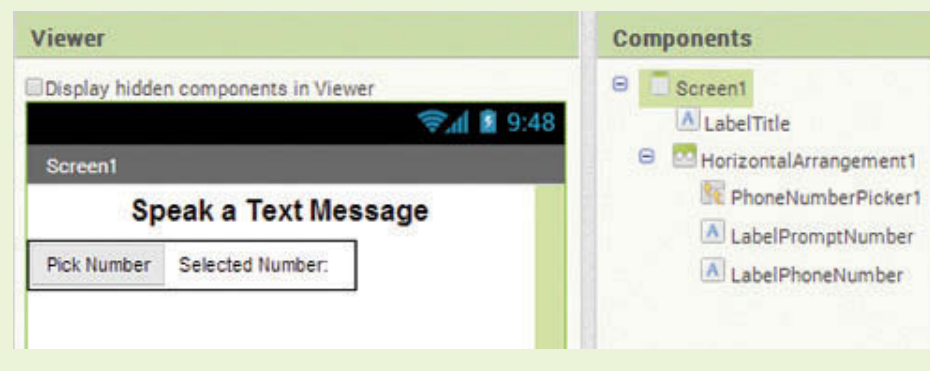 Viewer
Display hidden components in Viewer
9:48
Screen1
Speak a Text Message
Pick Number Selected Number:
Components
Screen1
A LabelTitle
HorizontalArrangement1
PhoneNumberPicker1
A LabelPromptNumber
A LabelPhoneNumber